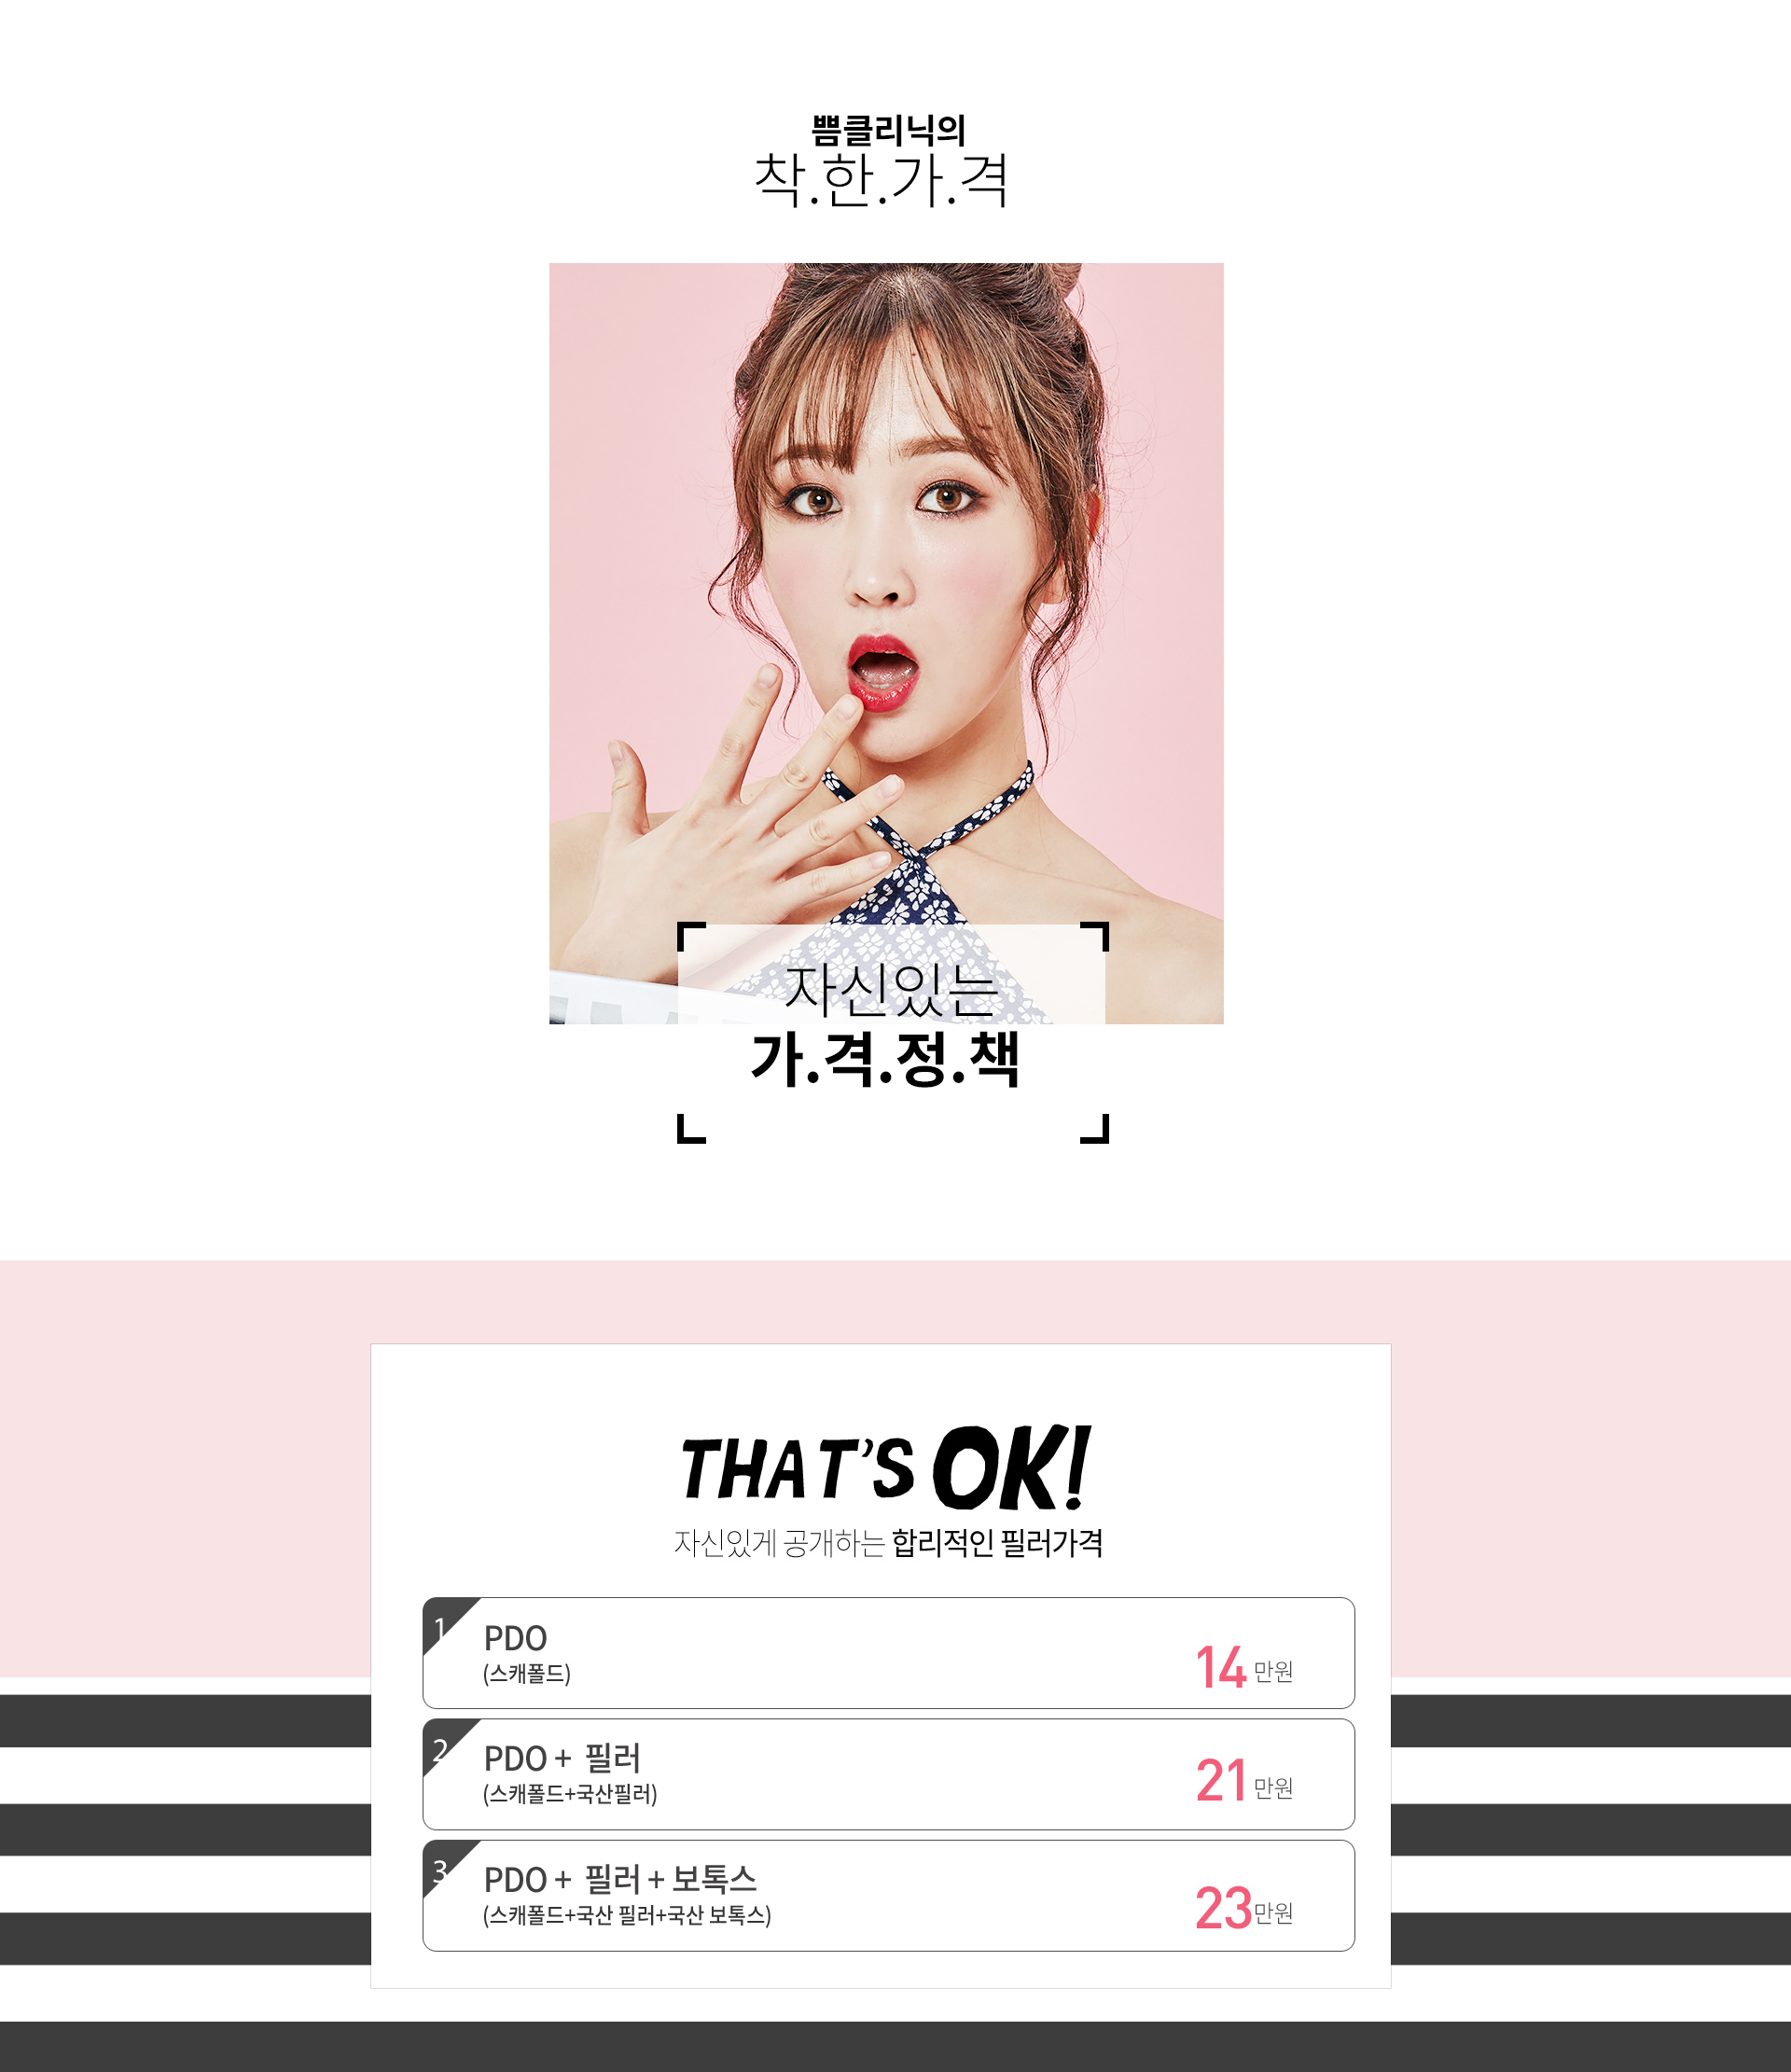 쁨클리닉의
착.한.가.격
자신있는
가.격.정.책
THAT'S OK!
자신있게 공개하는 합리적인 필러가격
1
PDO
(스캐폴드)
14 만원
2
PDO + 필러
(스캐폴드+국산필러)
21 만원
3
PDO + 필러 + 보톡스
(스캐폴드+국산 필러+국산 보톡스)
23만원